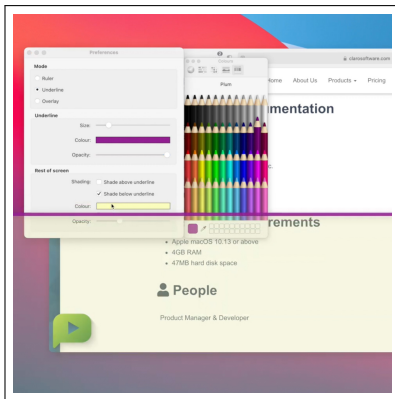 Preferences
Mode
Ruler
Underline
Overlay
Underline
Size:
Colour:
Opacity:
Rest of screen
Shading:
Shade above underline
✓ Shade below underline
Colour:
Opacity:
Colours
Plum
clarosoftware.com
Home About Us Products Pricing
mentation
c.
rements
• Apple macOS 10.13 or above
• 4GB RAM
• 47MB hard disk space
People
Product Manager & Developer